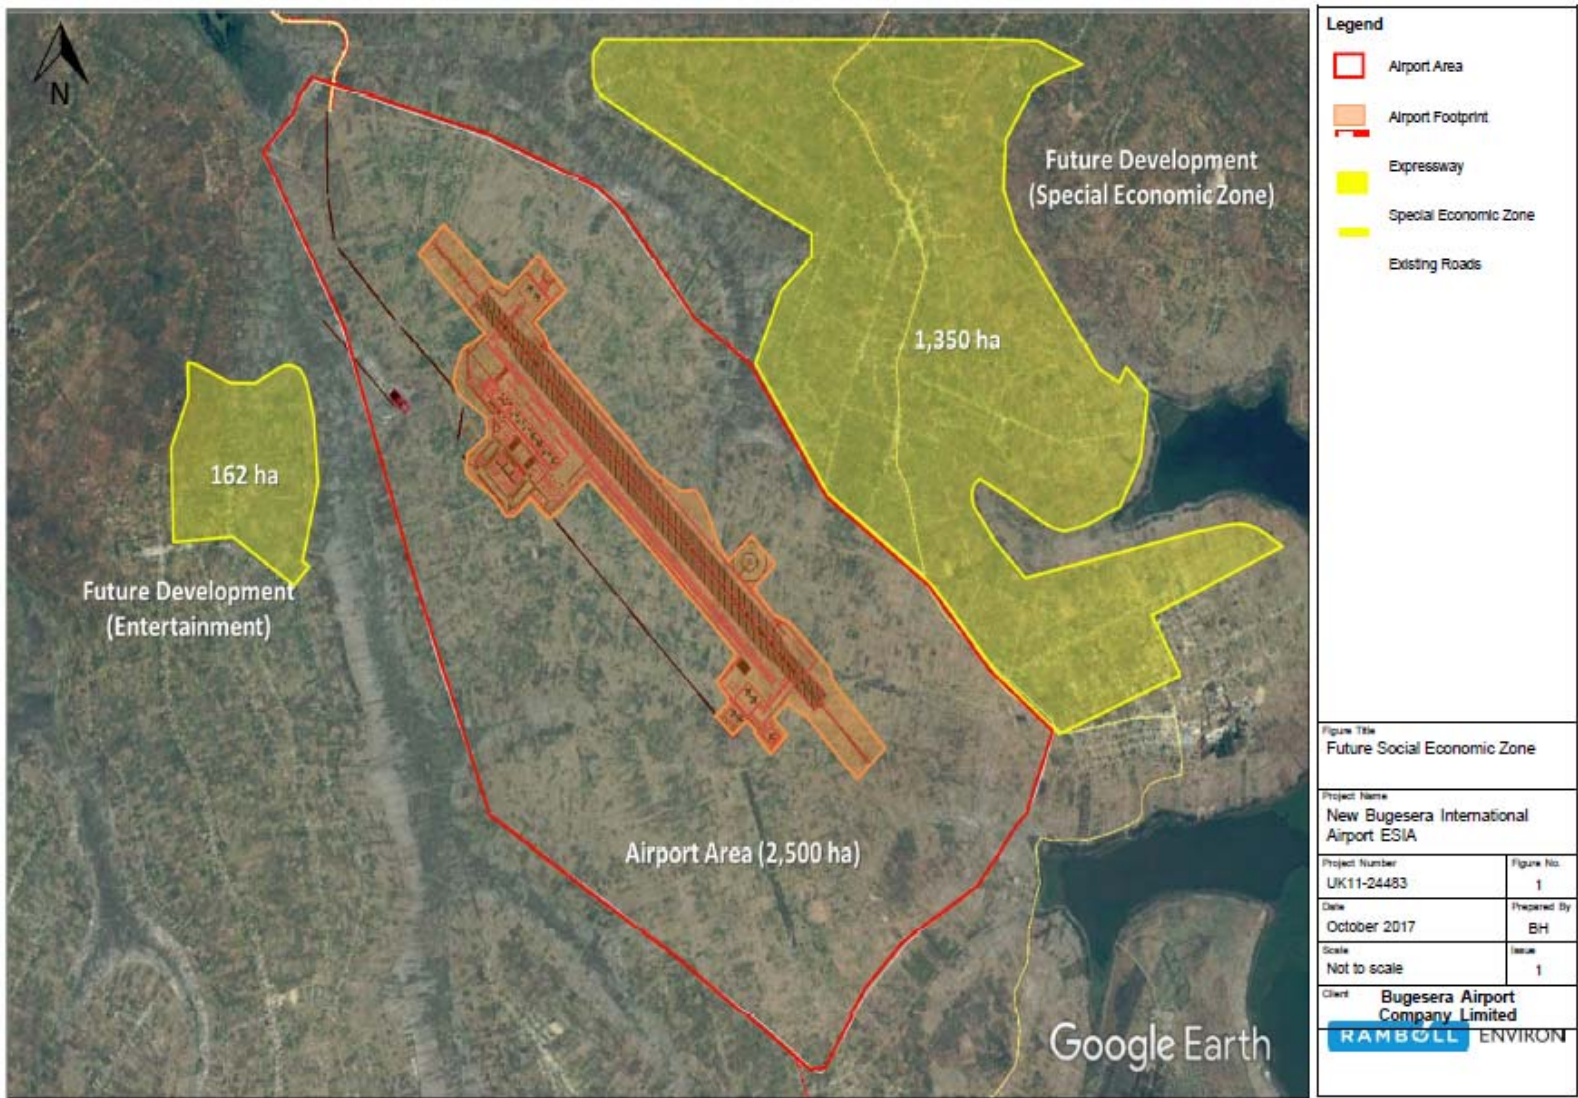 N
Future Development
(Special Economic Zone)
1,350 ha
162 ha
Future Development
(Entertainment)
Airport Area (2,500 ha)
Google Earth
Legend
Airport Area
Airport Footprint
Expressway
Special Economic Zone
Existing Roads
Figure Title
Future Social Economic Zone
Project Name
New Bugesera International
Airport ESIA
Project Number
UK11-24483
Figure No.
1
Date
October 2017
Prepared By
BH
Scale
Not to scale
Issue
1
Client
Bugesera Airport
Company Limited
RAMBOLL ENVIRON